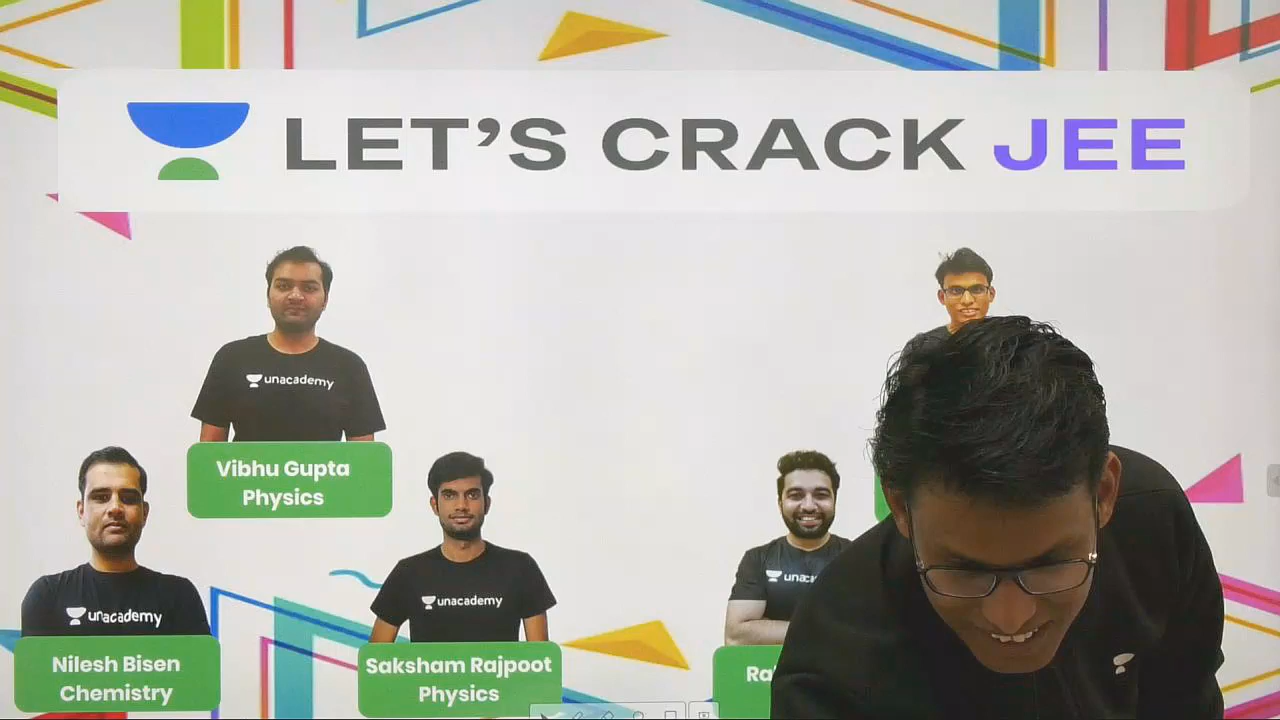 LET'S CRACK JEE
unacademy
Vibhu Gupta
Physics
unacademy
Nilesh Bisen
Chemistry
unacademy
Saksham Rajpoot
Physics